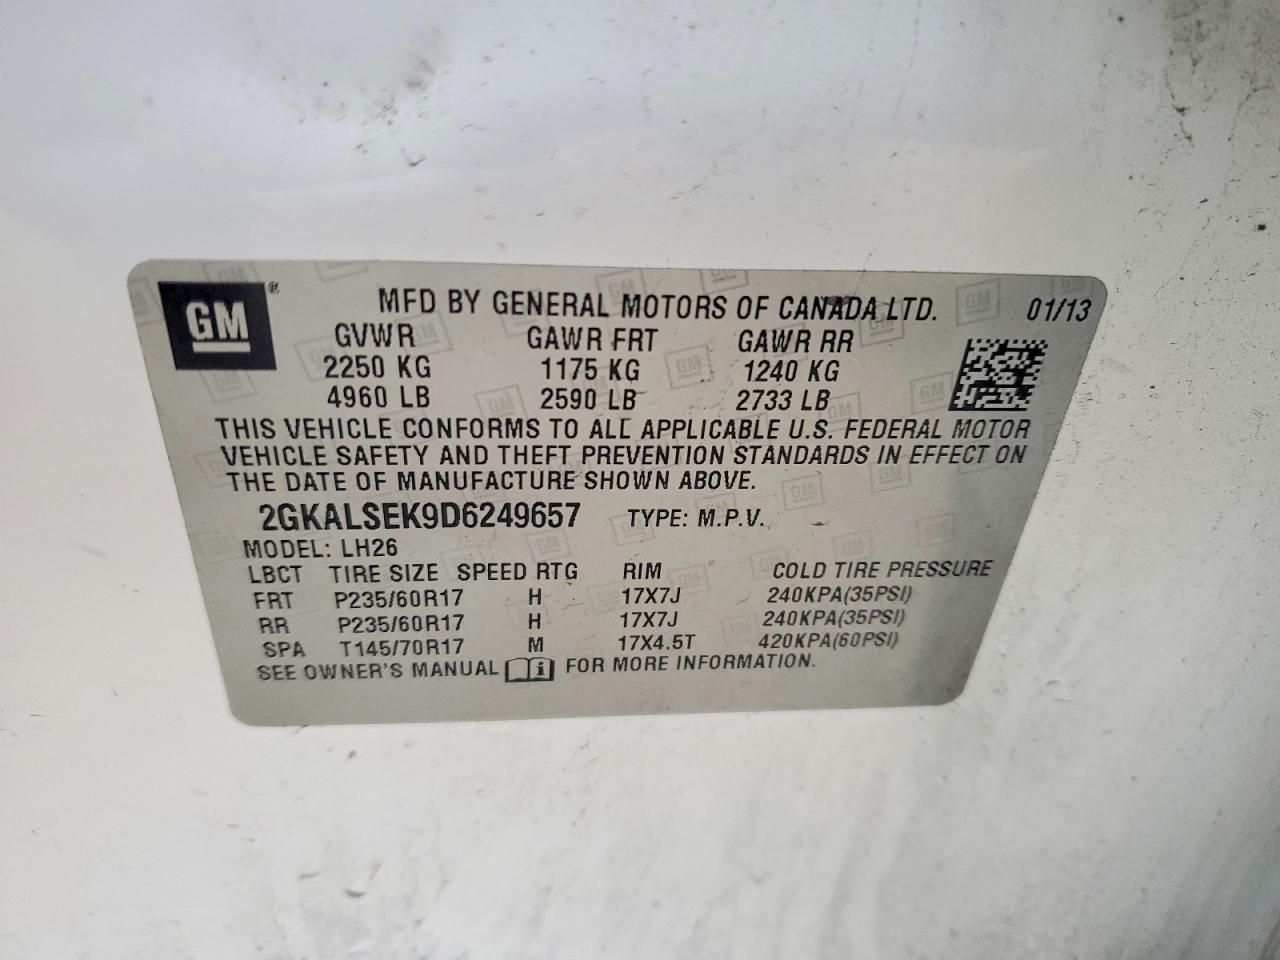 GM ®
MFD BY GENERAL MOTORS OF CANADA LTD. 01/13
GVWR GAWR FRT GAWR RR
2250 KG 1175 KG 1240 KG
4960 LB 2590 LB 2733 LB
THIS VEHICLE CONFORMS TO ALL APPLICABLE U.S. FEDERAL MOTOR
VEHICLE SAFETY AND THEFT PREVENTION STANDARDS IN EFFECT ON
THE DATE OF MANUFACTURE SHOWN ABOVE.
2GKALSEK9D6249657 TYPE: M.P.V.
MODEL: LH26
LBCT TIRE SIZE SPEED RTG RIM COLD TIRE PRESSURE
FRT P235/60R17 H 17X7J 240KPA(35PSI)
RR P235/60R17 H 17X7J 240KPA(35PSI)
SPA T145/70R17 M 17X4.5T 420KPA(60PSI)
SEE OWNER'S MANUAL i FOR MORE INFORMATION.